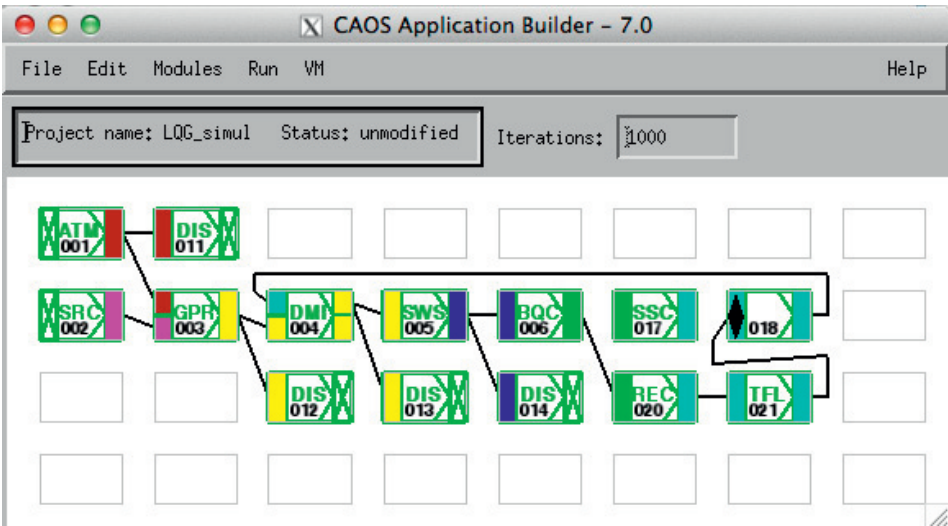 X CAOS Application Builder - 7.0
File Edit Modules Run VM Help
Project name: LQG_simul Status: unmodified Iterations: 1000
ATM 001 DIS 011
SRC 002 GPR 003 DMI 004 SWS 005 BQC 006 SSC 017 018
DIS 012 DIS 013 DIS 014 REC 020 TFL 021